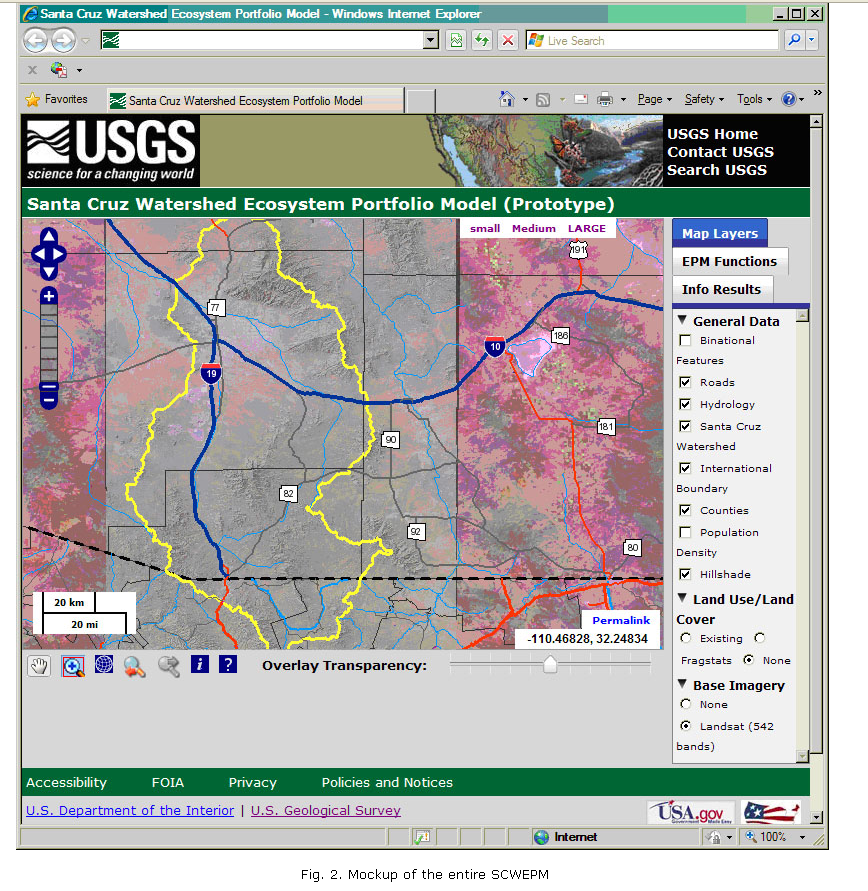 Santa Cruz Watershed Ecosystem Portfolio Model - Windows Internet Explorer
Live Search
Favorites
Santa Cruz Watershed Ecosystem Portfolio Model
Page
Safety
Tools
USGS
science for a changing world
USGS Home
Contact USGS
Search USGS
Santa Cruz Watershed Ecosystem Portfolio Model (Prototype)
small Medium LARGE
191
77
186
10
19
181
90
82
92
80
20 km
20 mi
Permalink
-110.46828, 32.24834
Map Layers
EPM Functions
Info Results
General Data
Binational
Features
Roads
Hydrology
Santa Cruz
Watershed
International
Boundary
Counties
Population
Density
Hillshade
Land Use/Land
Cover
Existing
Fragstats None
Base Imagery
None
Landsat (542
bands)
i ? Overlay Transparency:
Accessibility FOIA Privacy Policies and Notices
U.S. Department of the Interior | U.S. Geological Survey
USA.gov
Government Made Easy
Internet
100%
Fig. 2. Mockup of the entire SCWEPM